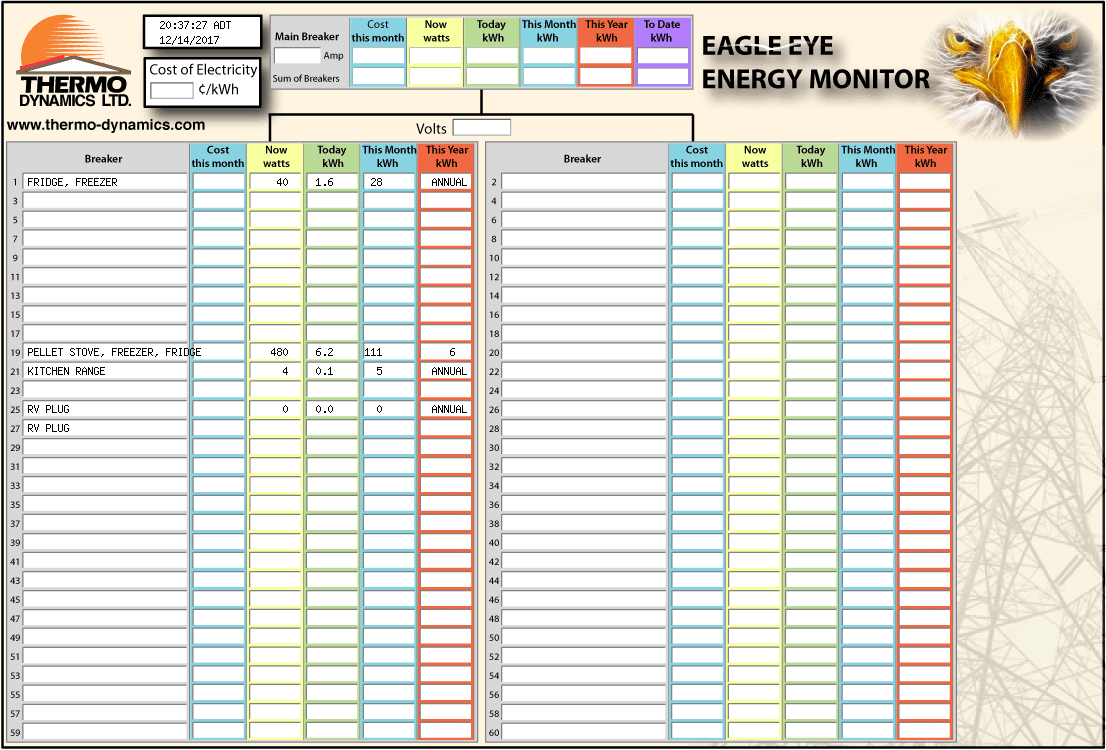 THERMO
DYNAMICS LTD.
www.thermo-dynamics.com
20:37:27 ADT
12/14/2017
Cost of Electricity
¢/kWh
Main Breaker
Amp
Sum of Breakers
Cost this month
Now watts
Today kWh
This Month kWh
This Year kWh
To Date kWh
EAGLE EYE
ENERGY MONITOR
Volts
Breaker Cost this month Now watts Today kWh This Month kWh This Year kWh
1 FRIDGE, FREEZER 40 1.6 28 ANNUAL
3
5
7
9
11
13
15
17
19 PELLET STOVE, FREEZER, FRIDGE 480 6.2 111 6
21 KITCHEN RANGE 4 0.1 5 ANNUAL
23
25 RV PLUG 0 0.0 0 ANNUAL
27 RV PLUG
29
31
33
35
37
39
41
43
45
47
49
51
53
55
57
59
Breaker Cost this month Now watts Today kWh This Month kWh This Year kWh
2
4
6
8
10
12
14
16
18
20
22
24
26
28
30
32
34
36
38
40
42
44
46
48
50
52
54
56
58
60